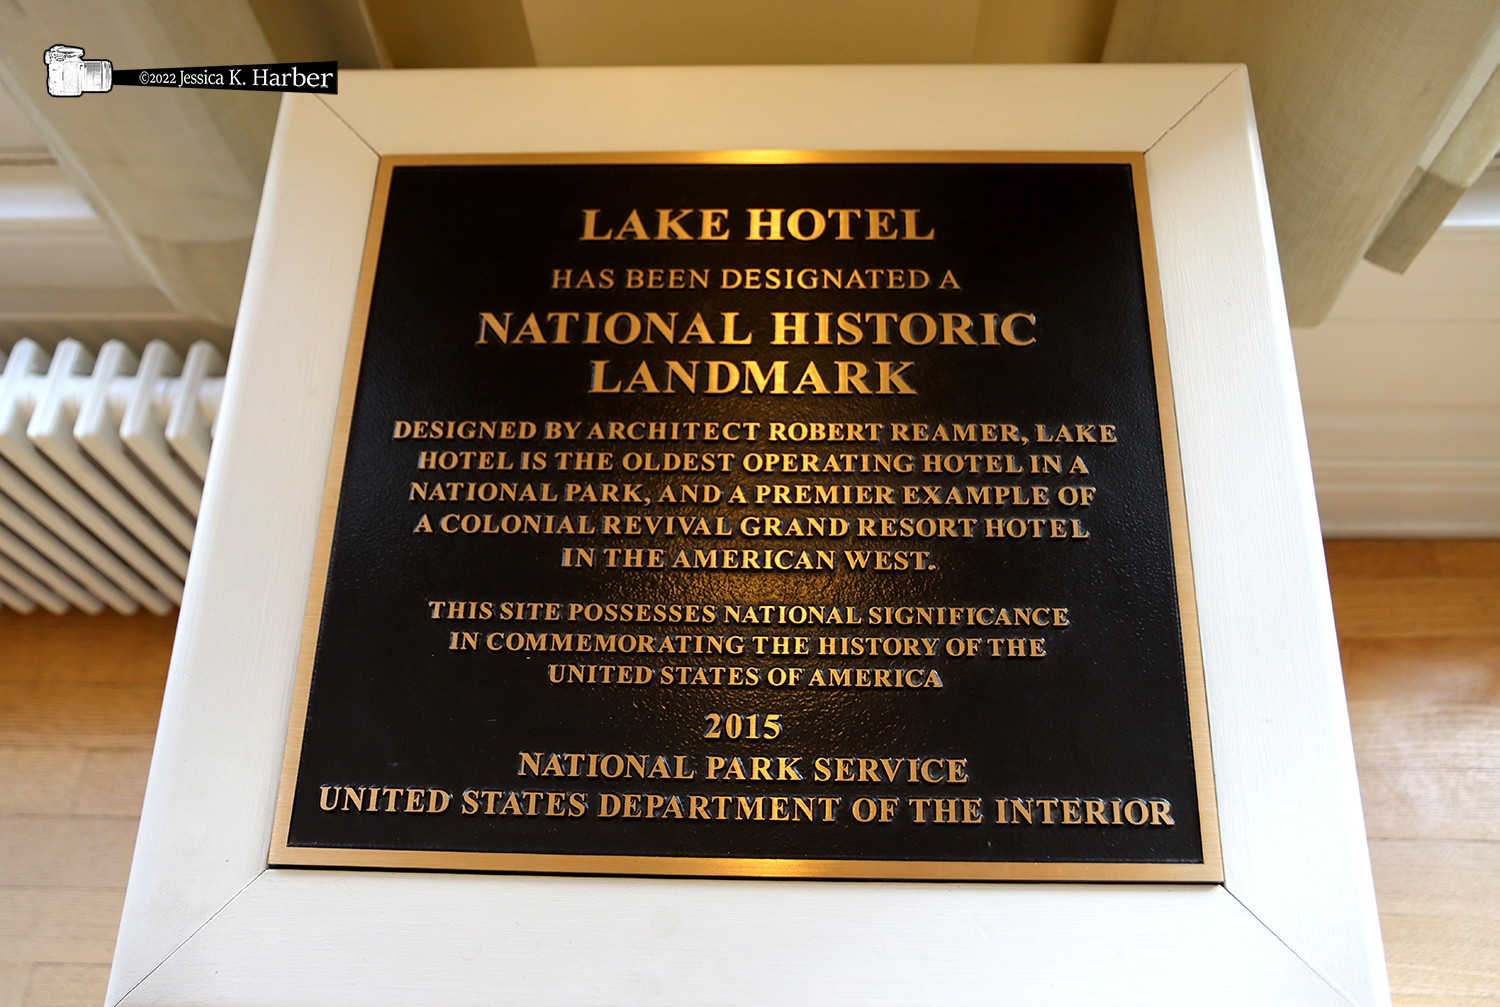 ©2022 Jessica K. Harber
LAKE HOTEL
HAS BEEN DESIGNATED A
NATIONAL HISTORIC
LANDMARK
DESIGNED BY ARCHITECT ROBERT REAMER, LAKE
HOTEL IS THE OLDEST OPERATING HOTEL IN A
NATIONAL PARK, AND A PREMIER EXAMPLE OF
A COLONIAL REVIVAL GRAND RESORT HOTEL
IN THE AMERICAN WEST.
THIS SITE POSSESSES NATIONAL SIGNIFICANCE
IN COMMEMORATING THE HISTORY OF THE
UNITED STATES OF AMERICA
2015
NATIONAL PARK SERVICE
UNITED STATES DEPARTMENT OF THE INTERIOR